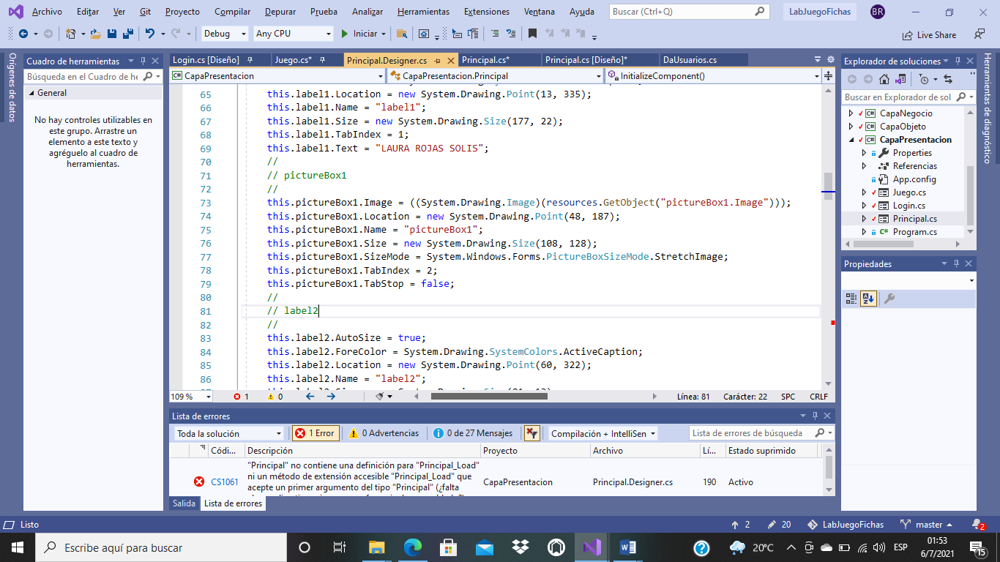 Archivo Editar Ver Git Proyecto Compilar Depurar Prueba Analizar Herramientas Extensiones Ventana Ayuda Buscar (Ctrl+Q) LabJuegoFichas BR
Debug Any CPU Iniciar Live Share
Orígenes de datos
Cuadro de herramientas
Búsqueda en el Cuadro de he
General
No hay controles utilizables en
este grupo. Arrastre un
elemento a este texto y
agréguelo al cuadro de
herramientas.
Login.cs [Diseño] Juego.cs* Principal.Designer.cs Principal.cs* Principal.cs [Diseño]* DaUsuarios.cs
CapaPresentacion CapaPresentacion.Principal InitializeComponent()
65 this.label1.Location = new System.Drawing.Point(13, 335);
66 this.label1.Name = "label1";
67 this.label1.Size = new System.Drawing.Size(177, 22);
68 this.label1.TabIndex = 1;
69 this.label1.Text = "LAURA ROJAS SOLIS";
70 //
71 // pictureBox1
72 //
73 this.pictureBox1.Image = ((System.Drawing.Image)(resources.GetObject("pictureBox1.Image")));
74 this.pictureBox1.Location = new System.Drawing.Point(48, 187);
75 this.pictureBox1.Name = "pictureBox1";
76 this.pictureBox1.Size = new System.Drawing.Size(108, 128);
77 this.pictureBox1.SizeMode = System.Windows.Forms.PictureBoxSizeMode.StretchImage;
78 this.pictureBox1.TabIndex = 2;
79 this.pictureBox1.TabStop = false;
80 //
81 // label2
82 //
83 this.label2.AutoSize = true;
84 this.label2.ForeColor = System.Drawing.SystemColors.ActiveCaption;
85 this.label2.Location = new System.Drawing.Point(60, 322);
86 this.label2.Name = "label2";
109 % 1 0 Línea: 81 Carácter: 22 SPC CRLF
Lista de errores
Toda la solución 1 Error 0 Advertencias 0 de 27 Mensajes Compilación + IntelliSen Lista de errores de búsqueda
Códi... Descripción Proyecto Archivo Lí... Estado suprimido
"Principal" no contiene una definición para "Principal_Load"
ni un método de extensión accesible "Principal_Load" que
CS1061 acepte un primer argumento del tipo "Principal" (¿falta CapaPresentacion Principal.Designer.cs 190 Activo
Salida Lista de errores
Explorador de soluciones
Buscar en Explorador de sol
CapaNegocio
CapaObjeto
CapaPresentacion
Properties
Referencias
App.config
Juego.cs
Login.cs
Principal.cs
Program.cs
Propiedades
Herramientas de diagnóstico
Listo 2 20 LabJuegoFichas master 2
Escribe aquí para buscar 20°C ESP 01:53
6/7/2021 15